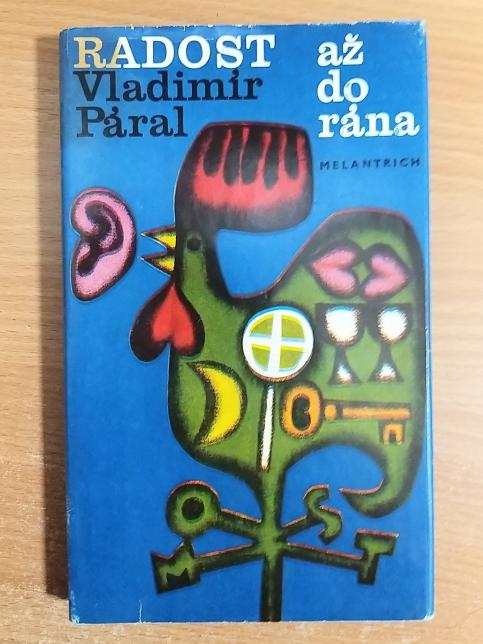 RADOST až
Vladimír do
Páral rána
MELANTRICH
O
S
M
T